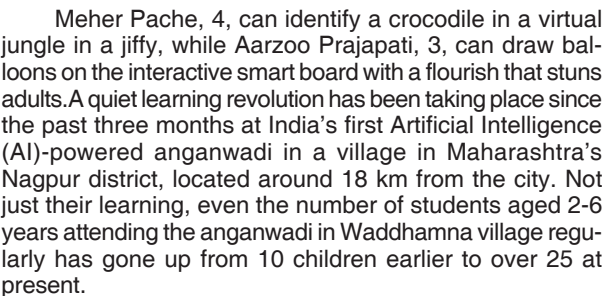 Meher Pache, 4, can identify a crocodile in a virtual
jungle in a jiffy, while Aarzoo Prajapati, 3, can draw bal-
loons on the interactive smart board with a flourish that stuns
adults.A quiet learning revolution has been taking place since
the past three months at India's first Artificial Intelligence
(AI)-powered anganwadi in a village in Maharashtra's
Nagpur district, located around 18 km from the city. Not
just their learning, even the number of students aged 2-6
years attending the anganwadi in Waddhamna village regu-
larly has gone up from 10 children earlier to over 25 at
present.